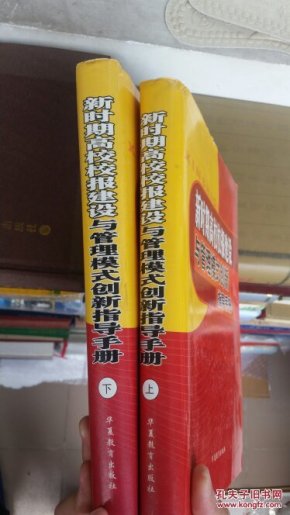 新时期高校校报建设与管理模式创新指导手册
下
华夏教育出版社
新时期高校校报建设与管理模式创新指导手册
上
华夏教育出版社
孔夫子旧书网